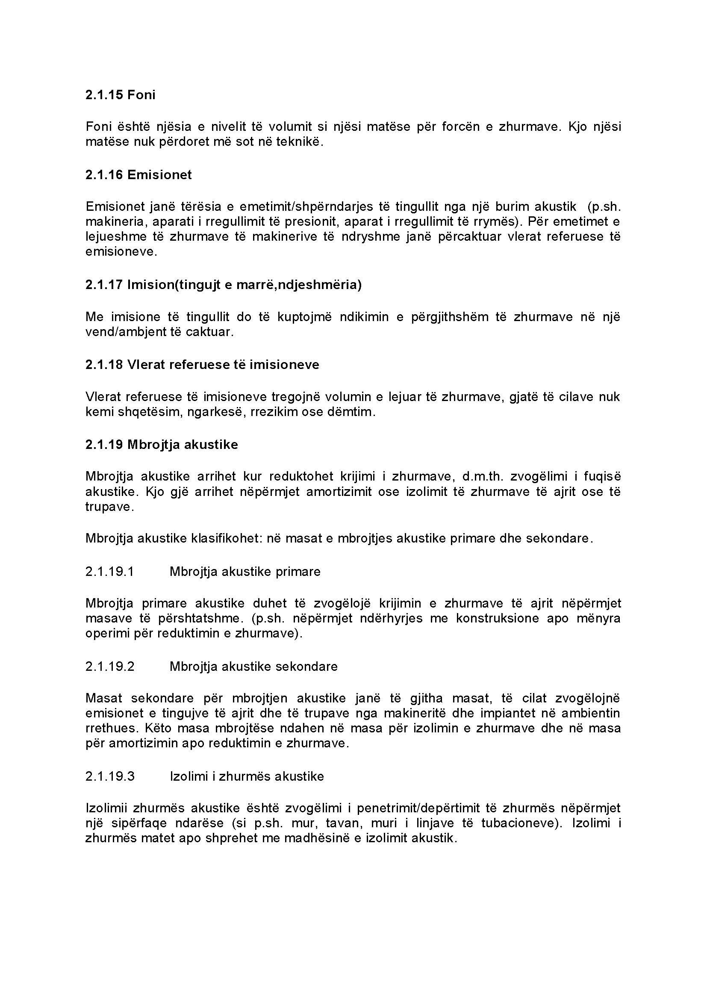 2.1.15 Foni
Foni është njësia e nivelit të volumit si njësi matëse për forcën e zhurmave. Kjo njësi
matëse nuk përdoret më sot në teknikë.
2.1.16 Emisionet
Emisionet janë tërësia e emetimit/shpërndarjes të tingullit nga një burim akustik (p.sh.
makineria, aparati i rregullimit të presionit, aparat i rregullimit të rrymës). Për emetimet e
lejueshme të zhurmave të makinerive të ndryshme janë përcaktuar vlerat referuese të
emisioneve.
2.1.17 Imision(tingujt e marrë,ndjeshmëria)
Me imisione të tingullit do të kuptojmë ndikimin e përgjithshëm të zhurmave në një
vend/ambjent të caktuar.
2.1.18 Vlerat referuese të imisioneve
Vlerat referuese të imisioneve tregojnë volumin e lejuar të zhurmave, gjatë të cilave nuk
kemi shqetësim, ngarkesë, rrezikim ose dëmtim.
2.1.19 Mbrojtja akustike
Mbrojtja akustike arrihet kur reduktohet krijimi i zhurmave, d.m.th. zvogëlimi i fuqisë
akustike. Kjo gjë arrihet nëpërmjet amortizimit ose izolimit të zhurmave të ajrit ose të
trupave.
Mbrojtja akustike klasifikohet: në masat e mbrojtjes akustike primare dhe sekondare.
2.1.19.1 Mbrojtja akustike primare
Mbrojtja primare akustike duhet të zvogëlojë krijimin e zhurmave të ajrit nëpërmjet
masave të përshtatshme. (p.sh. nëpërmjet ndërhyrjes me konstruksione apo mënyra
operimi për reduktimin e zhurmave).
2.1.19.2 Mbrojtja akustike sekondare
Masat sekondare për mbrojtjen akustike janë të gjitha masat, të cilat zvogëlojnë
emisionet e tingujve të ajrit dhe të trupave nga makineritë dhe impiantet në ambientin
rrethues. Këto masa mbrojtëse ndahen në masa për izolimin e zhurmave dhe në masa
për amortizimin apo reduktimin e zhurmave.
2.1.19.3 Izolimi i zhurmës akustike
Izolimii zhurmës akustike është zvogëlimi i penetrimit/depërtimit të zhurmës nëpërmjet
një sipërfaqe ndarëse (si p.sh. mur, tavan, muri i linjave të tubacioneve). Izolimi i
zhurmës matet apo shprehet me madhësinë e izolimit akustik.